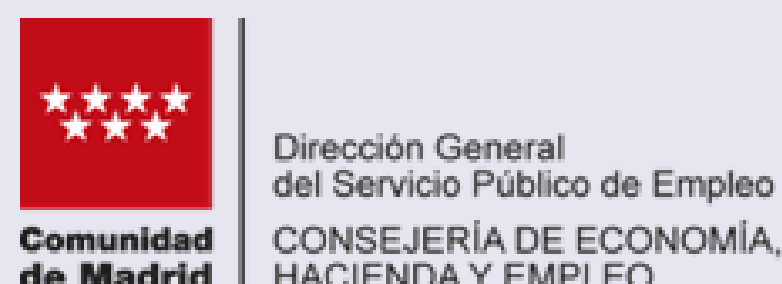 Dirección General
del Servicio Público de Empleo
Comunidad
de Madrid
CONSEJERÍA DE ECONOMÍA,
HACIENDA Y EMPLEO